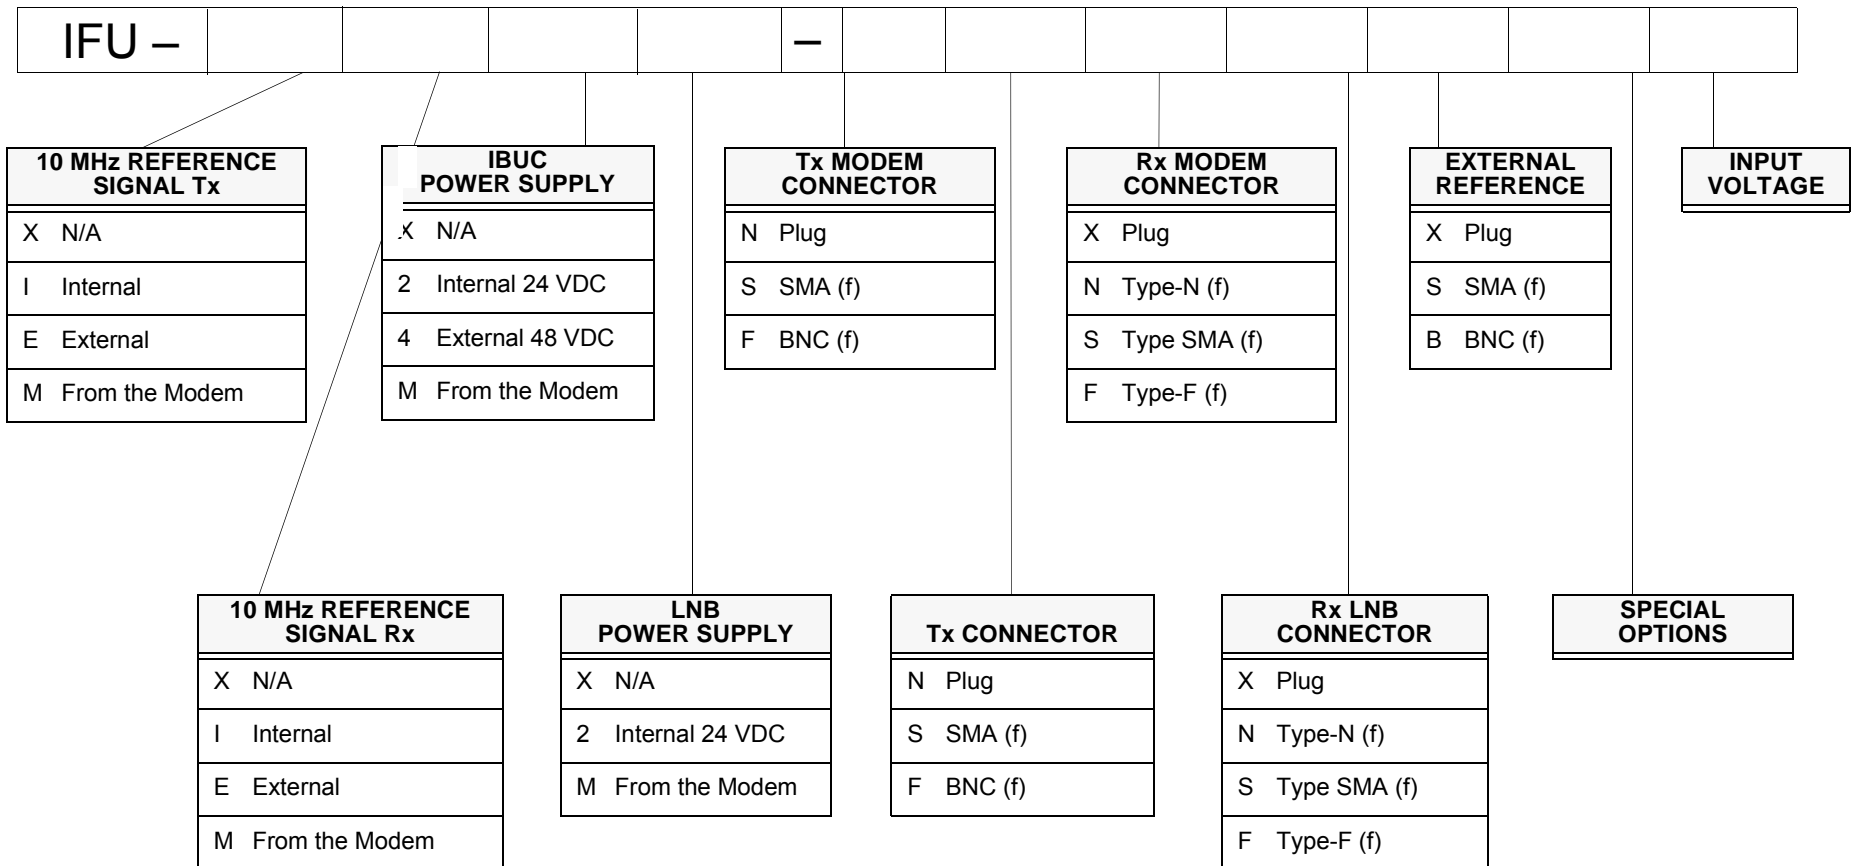 IFU –
–
10 MHz REFERENCE
SIGNAL Tx
X N/A
I Internal
E External
M From the Modem
IBUC
POWER SUPPLY
X N/A
2 Internal 24 VDC
4 External 48 VDC
M From the Modem
Tx MODEM
CONNECTOR
N Plug
S SMA (f)
F BNC (f)
Rx MODEM
CONNECTOR
X Plug
N Type-N (f)
S Type SMA (f)
F Type-F (f)
EXTERNAL
REFERENCE
X Plug
S SMA (f)
B BNC (f)
INPUT
VOLTAGE
10 MHz REFERENCE
SIGNAL Rx
X N/A
I Internal
E External
M From the Modem
LNB
POWER SUPPLY
X N/A
2 Internal 24 VDC
M From the Modem
Tx CONNECTOR
N Plug
S SMA (f)
F BNC (f)
Rx LNB
CONNECTOR
X Plug
N Type-N (f)
S Type SMA (f)
F Type-F (f)
SPECIAL
OPTIONS